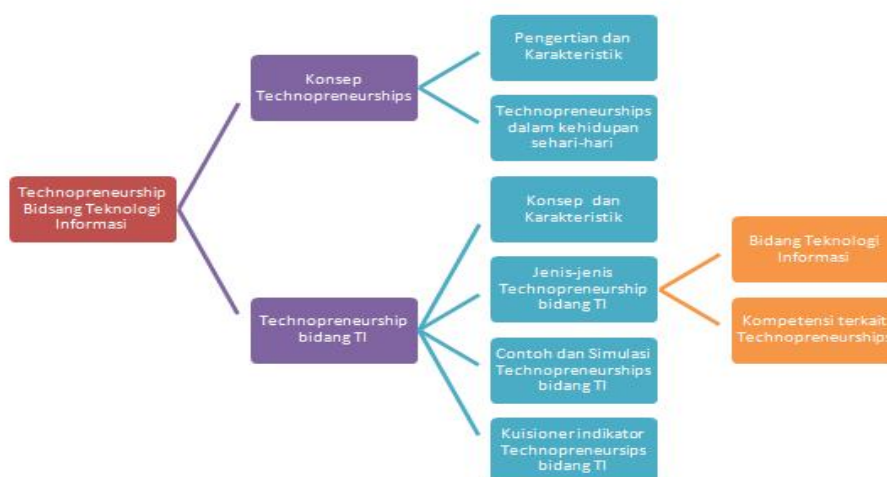 Technopreneurship
Bidsang Teknologi
Informasi
Konsep
Technopreneurships
Pengertian dan
Karakteristik
Technopreneurships
dalam kehidupan
sehari-hari
Technopreneurship
bidang TI
Konsep dan
Karakteristik
Jenis-jenis
Technopreneurship
bidang TI
Bidang Teknologi
Informasi
Kompetensi terkait
Technopreneurships
Contoh dan Simulasi
Technopreneurships
bidang TI
Kuisioner indikator
Technopreneursips
bidang TI